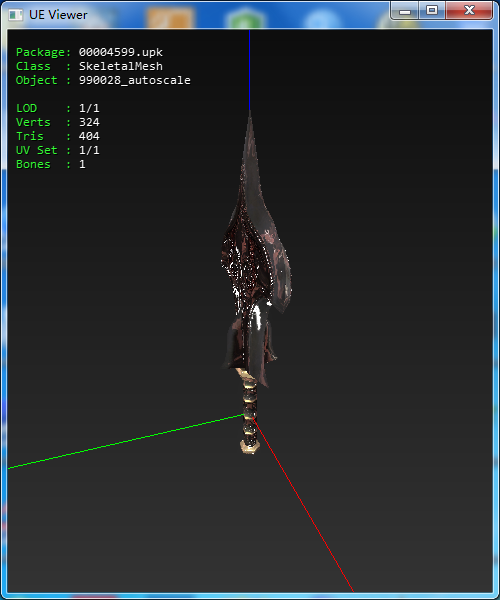 UE Viewer
Package: 00004599.upk
Class  : SkeletalMesh
Object : 990028_autoscale
LOD    : 1/1
Verts  : 324
Tris   : 404
UV Set : 1/1
Bones  : 1